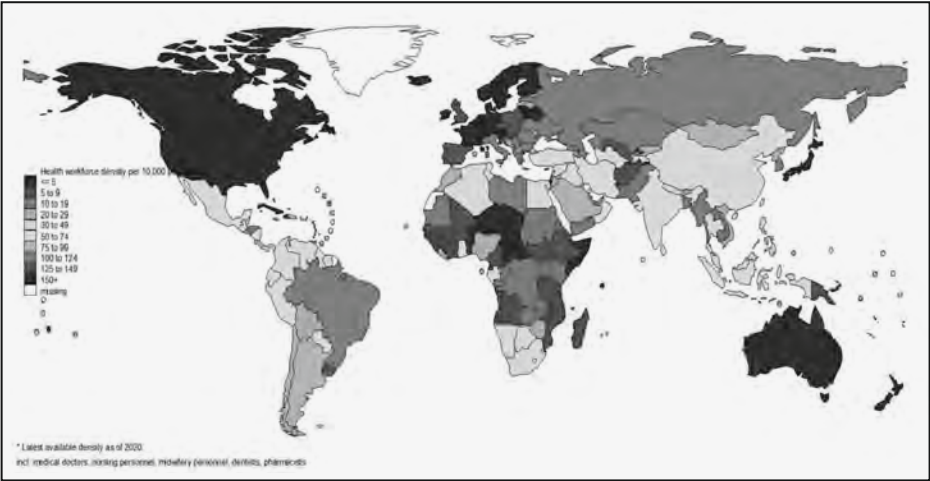 Health workforce density per 10,000
<= 5
5 to 9
10 to 19
20 to 29
30 to 49
50 to 74
75 to 99
100 to 124
125 to 149
150+
missing
* Latest available density as of 2020.
incl. medical doctors, nursing personnel, midwifery personnel, dentists, pharmacists